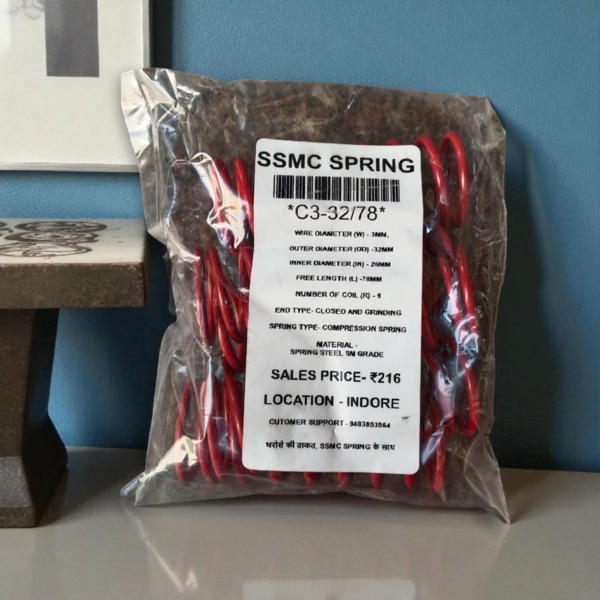 SSMC SPRING
*C3-32/78*
WIRE DIAMETER (W) - 3MM,
OUTER DIAMETER (OD) -32MM
INNER DIAMETER (IN) - 26MM
FREE LENGTH (L) -78MM
NUMBER OF COIL (R) - 9
END TYPE- CLOSED AND GRINDING
SPRING TYPE- COMPRESSION SPRING
MATERIAL -
SPRING STEEL SM GRADE
SALES PRICE- ₹216
LOCATION - INDORE
CUTOMER SUPPORT - 9403893964
भरोसे की ताकत, SSMC SPRING के साथ